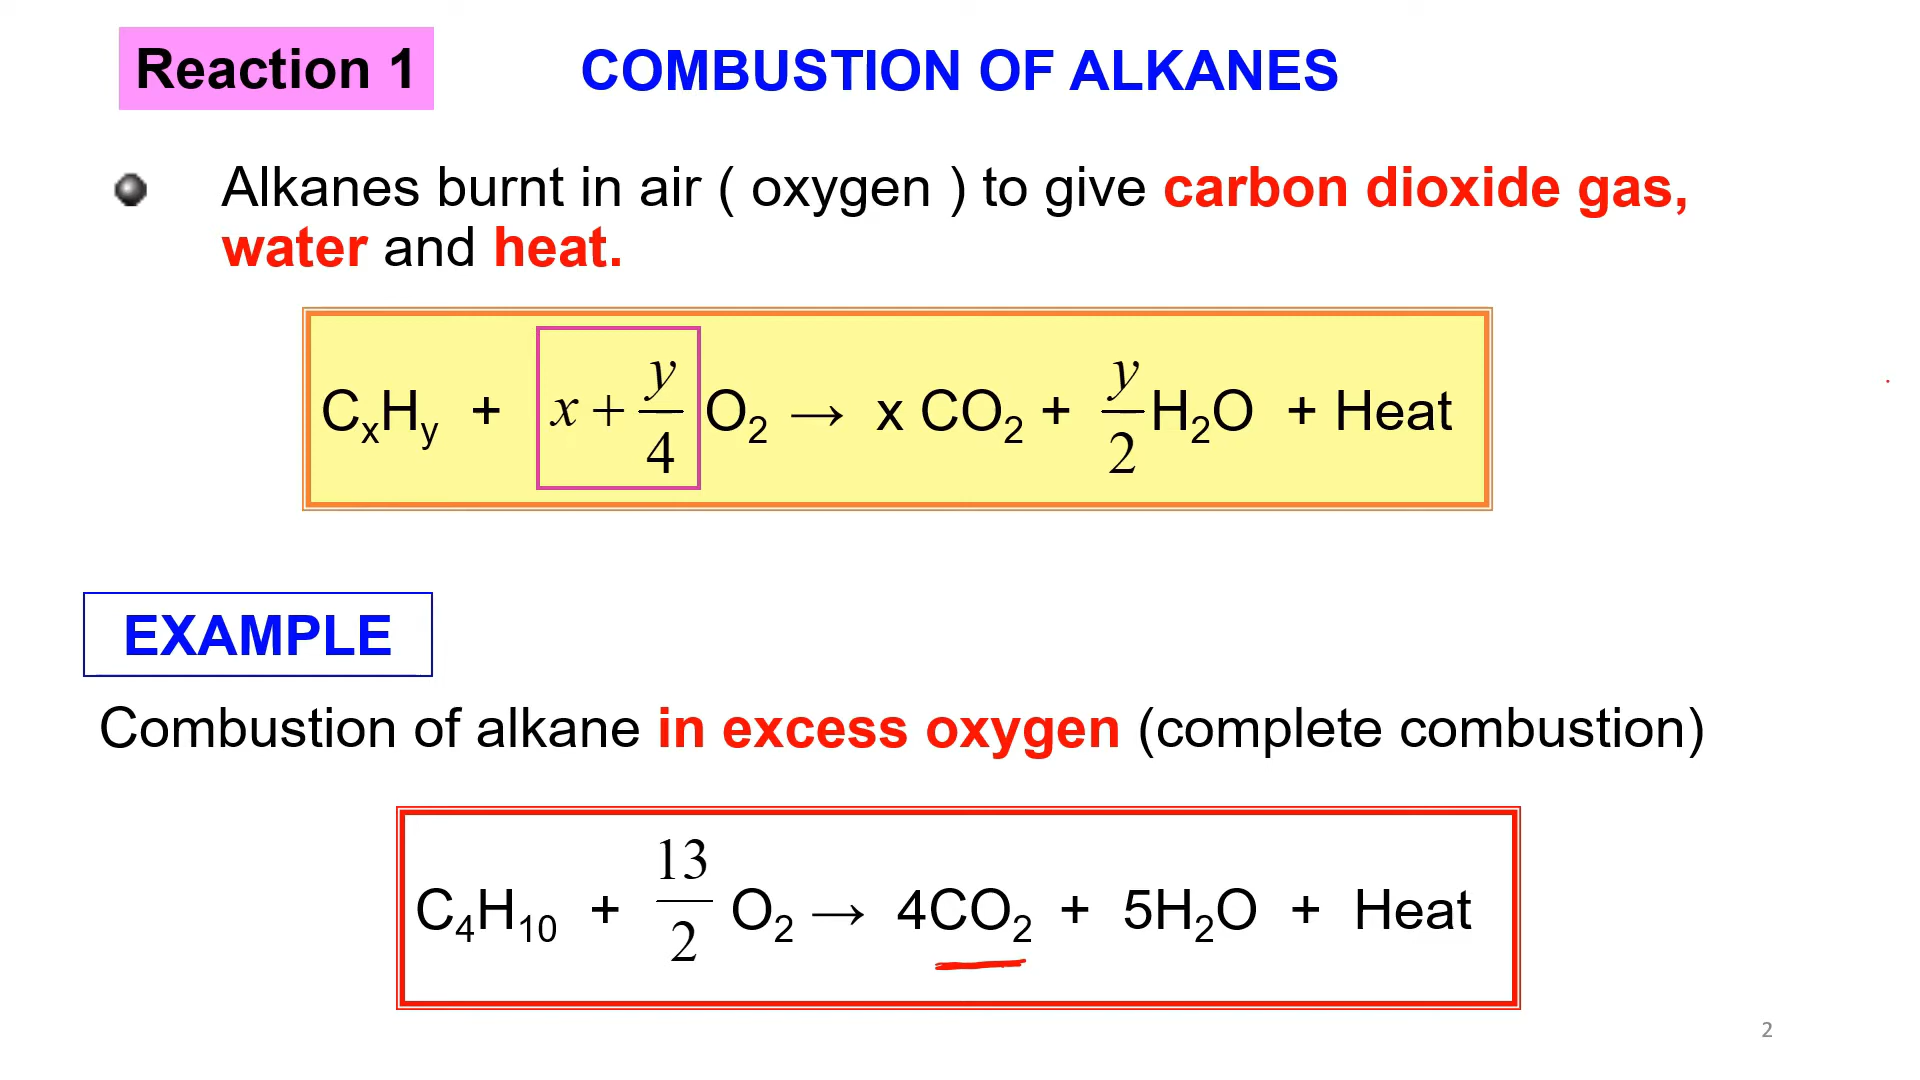 Reaction 1
COMBUSTION OF ALKANES
Alkanes burnt in air ( oxygen ) to give carbon dioxide gas,
water and heat.
CₓHᵧ + x + y/4 O₂ → x CO₂ + y/2 H₂O + Heat
EXAMPLE
Combustion of alkane in excess oxygen (complete combustion)
C₄H₁₀ + 13/2 O₂ → 4CO₂ + 5H₂O + Heat
2